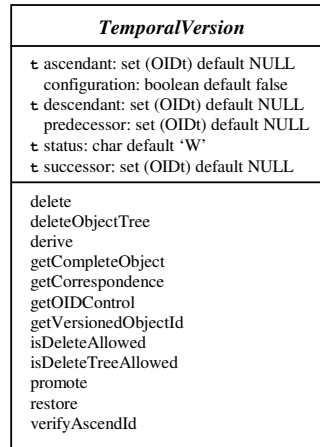 TemporalVersion
t ascendant: set (OIDt) default NULL
configuration: boolean default false
t descendant: set (OIDt) default NULL
predecessor: set (OIDt) default NULL
t status: char default ‘W’
t successor: set (OIDt) default NULL
delete
deleteObjectTree
derive
getCompleteObject
getCorrespondence
getOIDControl
getVersionedObjectId
isDeleteAllowed
isDeleteTreeAllowed
promote
restore
verifyAscendId